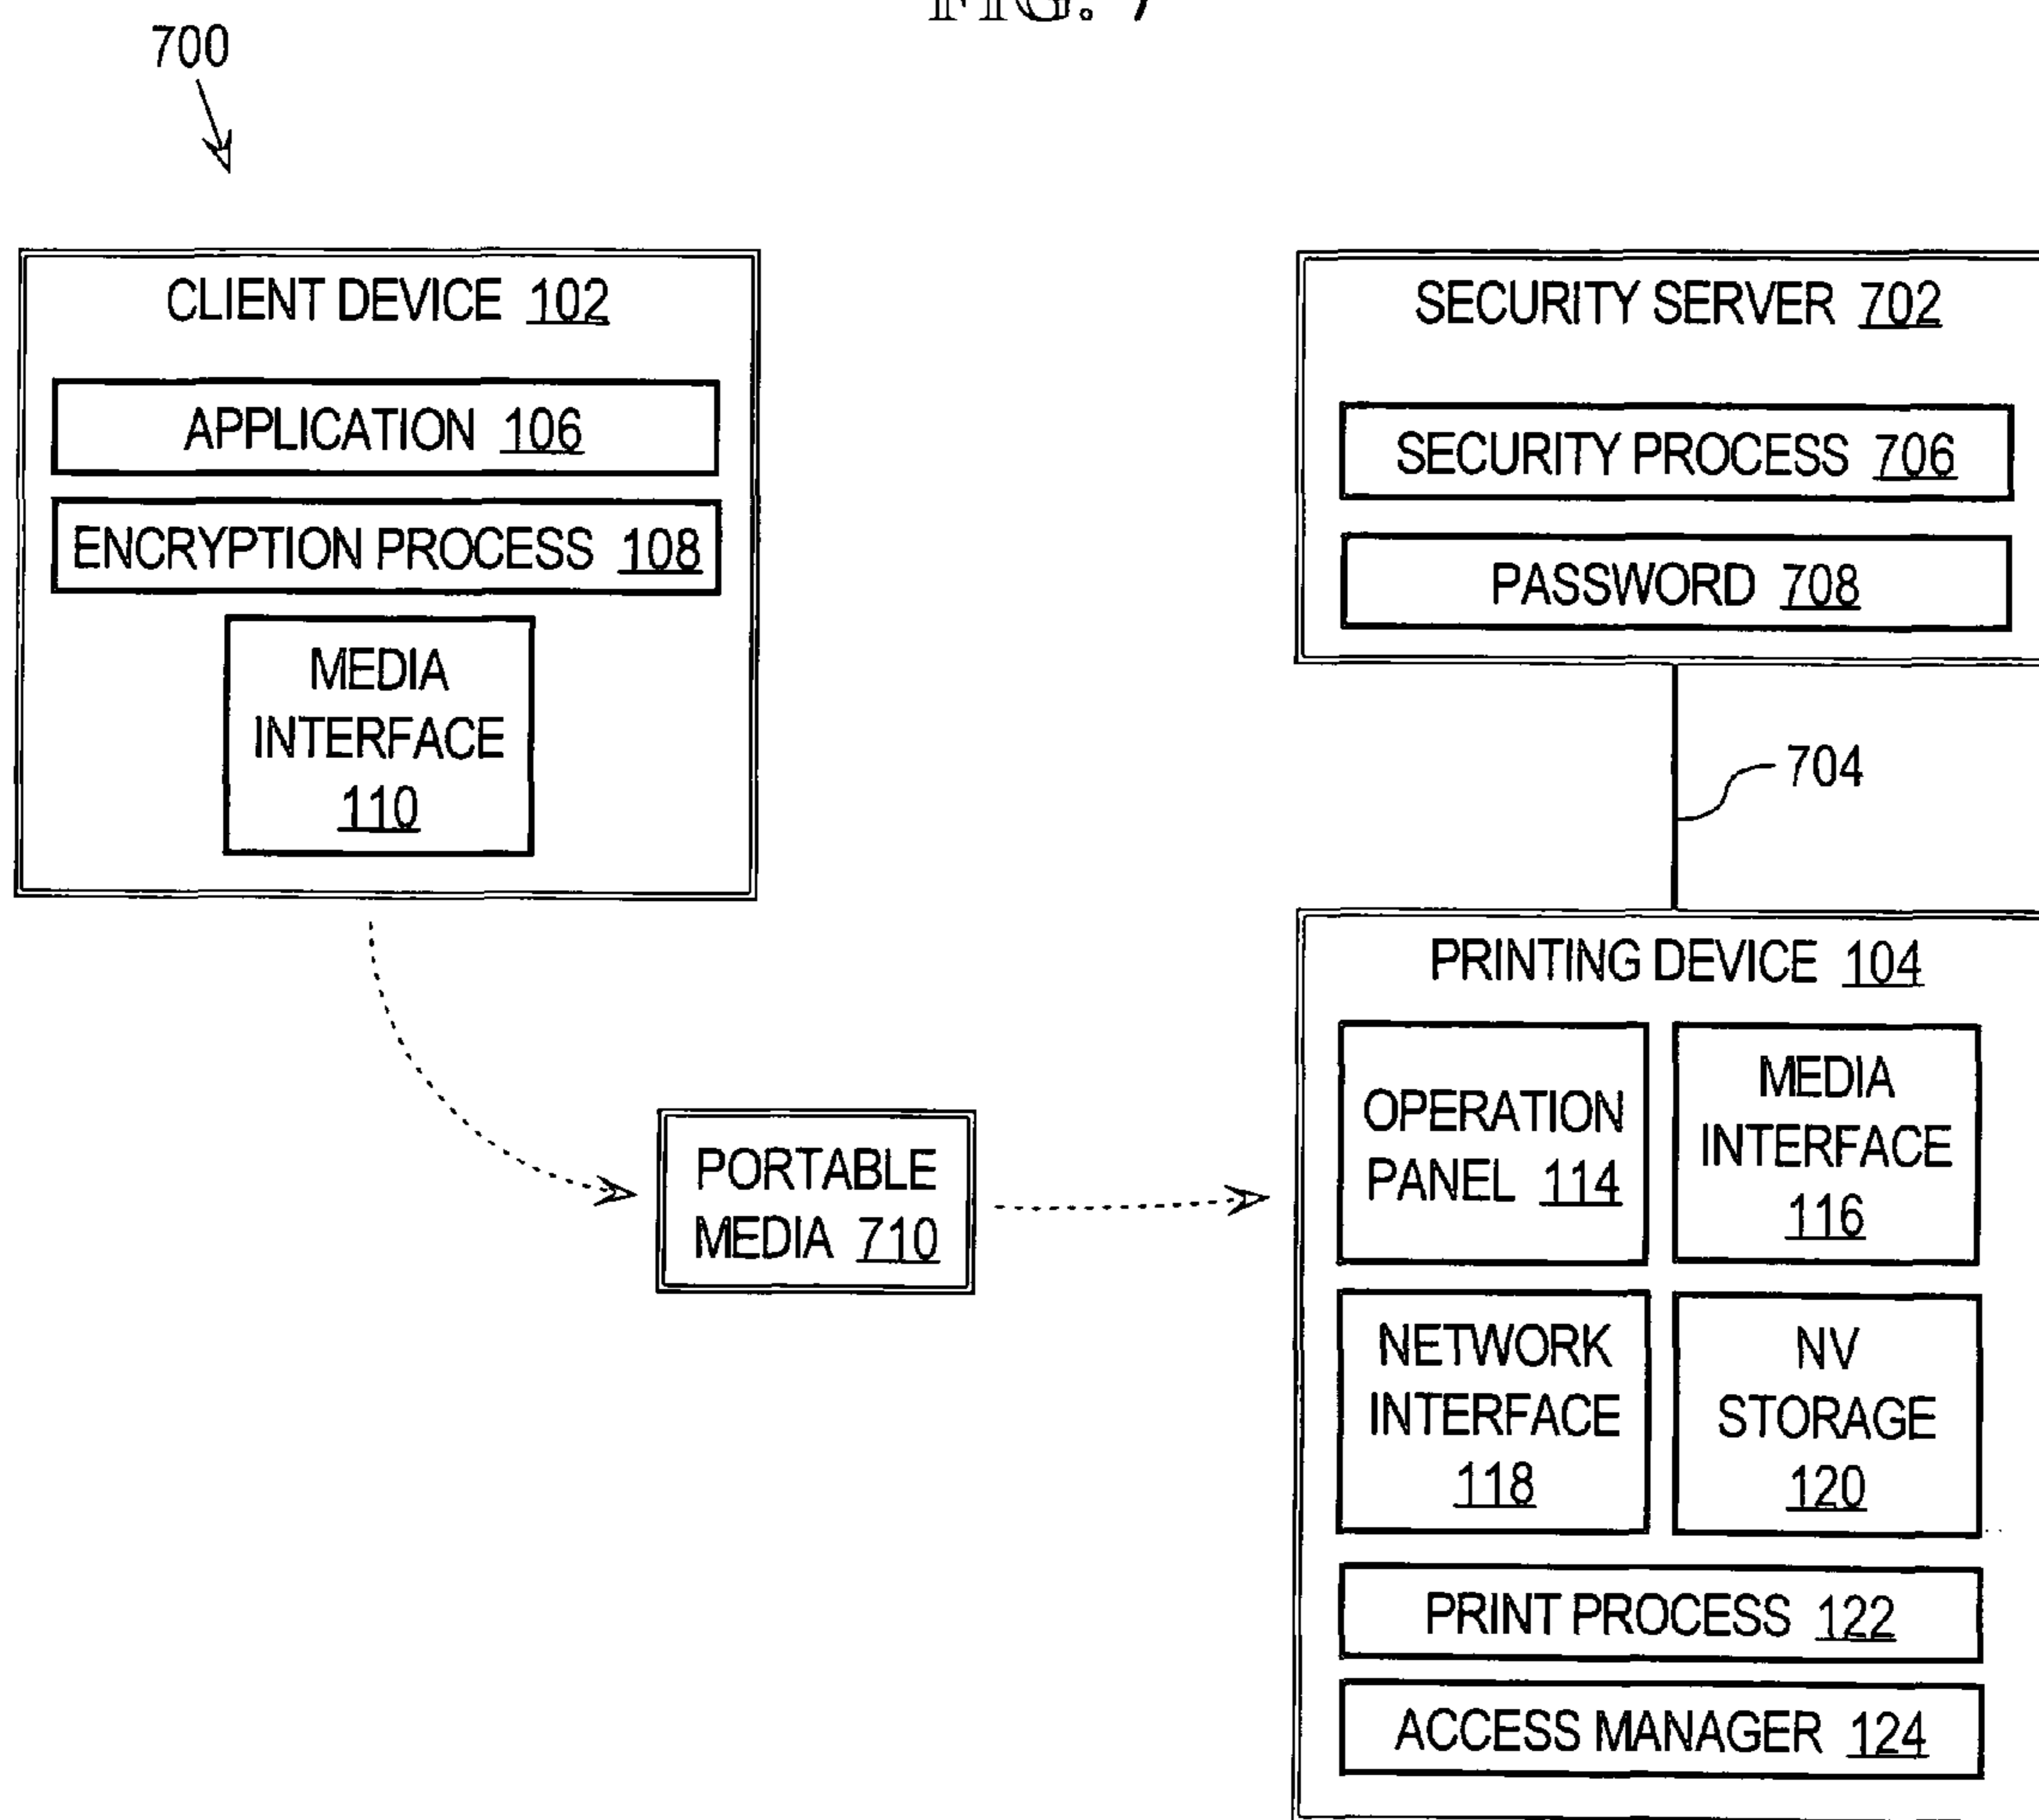 FIG. 7
700
CLIENT DEVICE 102
APPLICATION 106
ENCRYPTION PROCESS 108
MEDIA
INTERFACE
110
SECURITY SERVER 702
SECURITY PROCESS 706
PASSWORD 708
704
PORTABLE
MEDIA 710
PRINTING DEVICE 104
OPERATION
PANEL 114
MEDIA
INTERFACE
116
NETWORK
INTERFACE
118
NV
STORAGE
120
PRINT PROCESS 122
ACCESS MANAGER 124